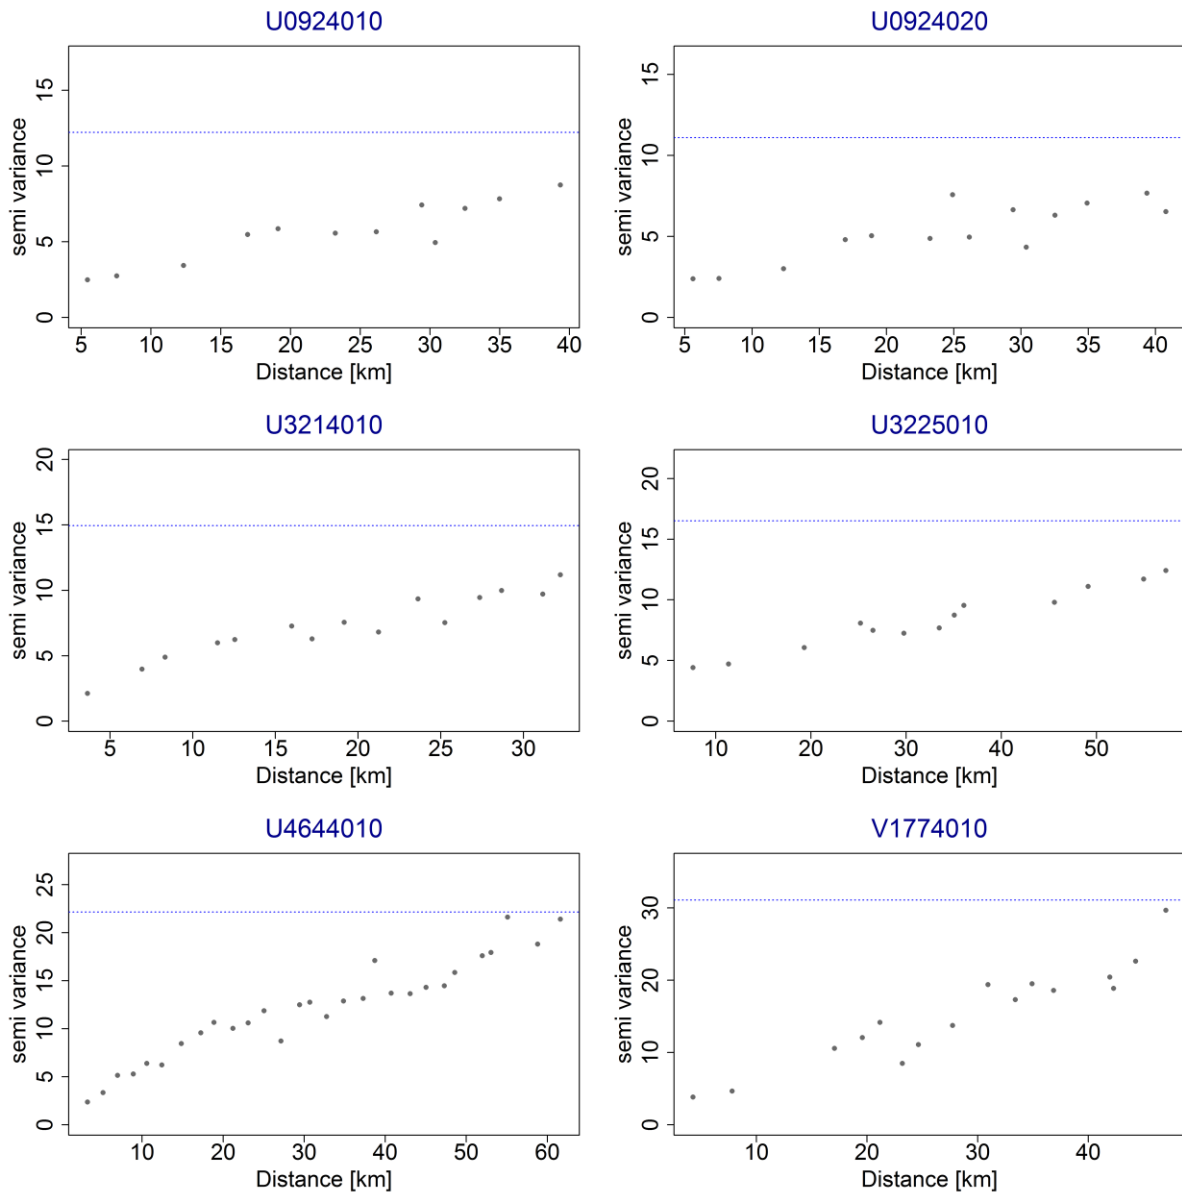 U0924010
semi variance
0 5 10 15
5 10 15 20 25 30 35 40
Distance [km]
U0924020
semi variance
0 5 10 15
5 10 15 20 25 30 35 40
Distance [km]
U3214010
semi variance
0 5 10 15 20
5 10 15 20 25 30
Distance [km]
U3225010
semi variance
0 5 10 15 20
10 20 30 40 50
Distance [km]
U4644010
semi variance
0 5 10 15 20 25
10 20 30 40 50 60
Distance [km]
V1774010
semi variance
0 10 20 30
10 20 30 40
Distance [km]